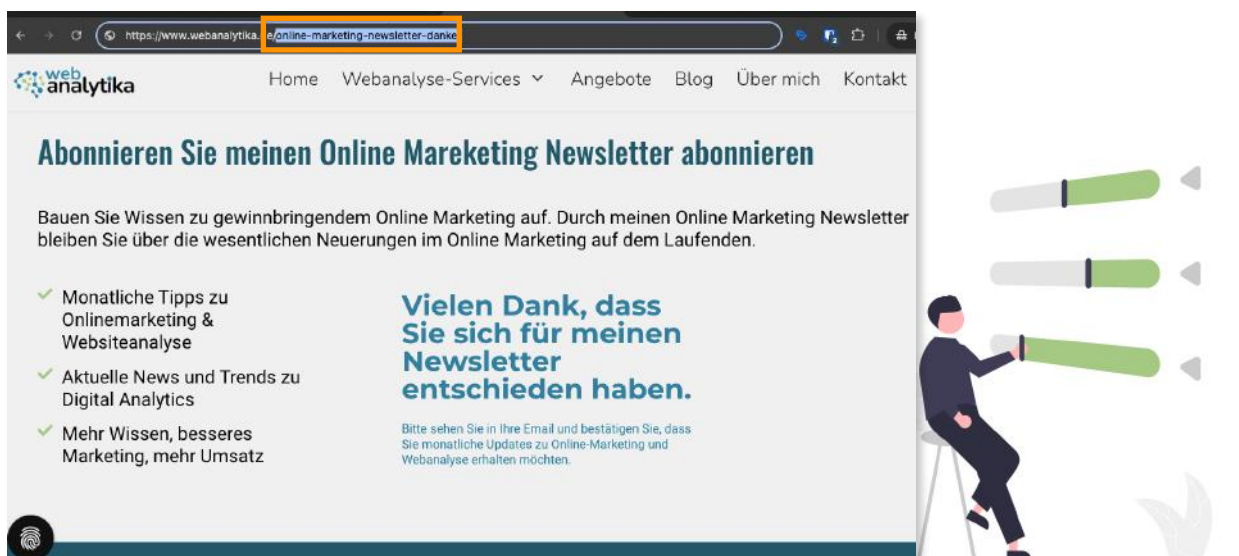 https://www.webanalytika. e/online-marketing-newsletter-danke
web
analytika
Home Webanalyse-Services Angebote Blog Über mich Kontakt
Abonnieren Sie meinen Online Mareketing Newsletter abonnieren
Bauen Sie Wissen zu gewinnbringendem Online Marketing auf. Durch meinen Online Marketing Newsletter
bleiben Sie über die wesentlichen Neuerungen im Online Marketing auf dem Laufenden.
Monatliche Tipps zu
Onlinemarketing &
Websiteanalyse
Aktuelle News und Trends zu
Digital Analytics
Mehr Wissen, besseres
Marketing, mehr Umsatz
Vielen Dank, dass
Sie sich für meinen
Newsletter
entschieden haben.
Bitte sehen Sie in Ihre Email und bestätigen Sie, dass
Sie monatliche Updates zu Online-Marketing und
Webanalyse erhalten möchten.